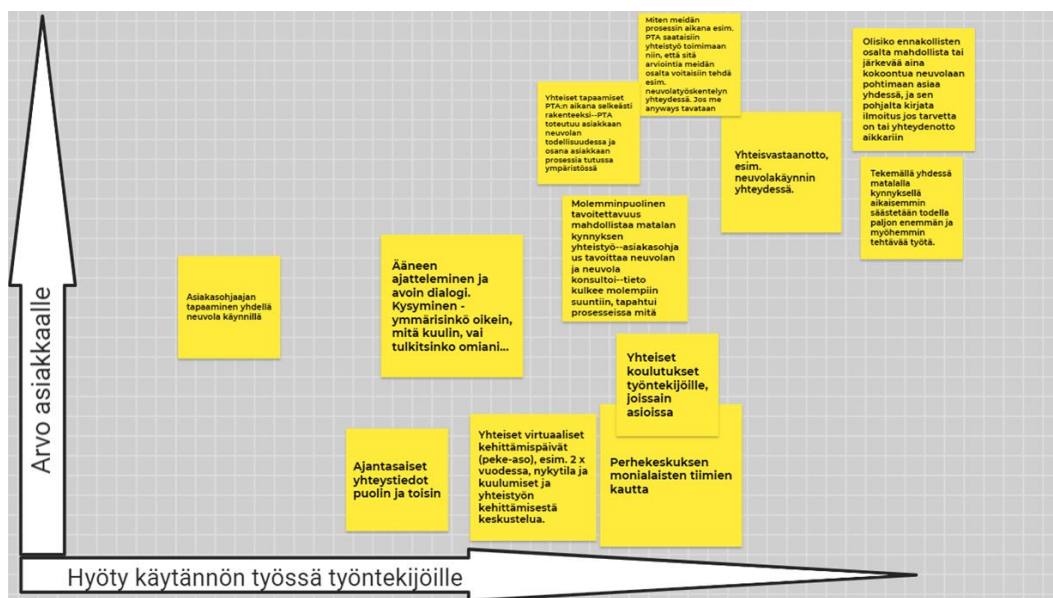 Miten meidän
prosessin aikana esim.
PTA saataisiin
yhteistyö toimimaan
niin, että sitä
arviointia meidän
osalta voitaisiin tehdä
esim.
neuvolatyöskentelyn
yhteydessä. Jos me
anyways tavataan
Olisiko ennakollisten
osalta mahdollista tai
järkevää aina
kokoontua neuvolaan
pohtimaan asiaa
yhdessä, ja sen
pohjalta kirjata
ilmoitus jos tarvetta
on tai yhteydenotto
aikkariin
Yhteiset tapaamiset
PTA:n aikana selkeästi
rakenteeksi--PTA
toteutuu asiakkaan
neuvolan
todellisuudessa ja
osana asiakkaan
prosessia tutussa
ympäristössä
Yhteisvastaanotto,
esim.
neuvolakäynnin
yhteydessä.
Tekemällä yhdessä
matalalla
kynnyksellä
aikaisemmin
säästetään todella
paljon enemmän ja
myöhemmin
tehtävää työtä.
Molemminpuolinen
tavoitettavuus
mahdollistaa matalan
kynnyksen
yhteistyö--asiakasohja
us tavoittaa neuvolan
ja neuvola
konsultoi--tieto
kulkee molempiin
suuntiin, tapahtui
prosesseissa mitä
Ääneen
ajatteleminen ja
avoin dialogi.
Kysyminen -
ymmärisinkö oikein,
mitä kuulin, vai
tulkitsinko omiani...
Asiakasohjaajan
tapaaminen yhdellä
neuvola käynnillä
Yhteiset
koulutukset
työntekijöille,
joissain
asioissa
Ajantasaiset
yhteystiedot
puolin ja toisin
Yhteiset virtuaaliset
kehittämispäivät
(peke-aso), esim. 2 x
vuodessa, nykytila ja
kuulumiset ja
yhteistyön
kehittämisestä
keskustelua.
Perhekeskuksen
monialaisten tiimien
kautta
Arvo asiakkaalle
Hyöty käytännön työssä työntekijöille